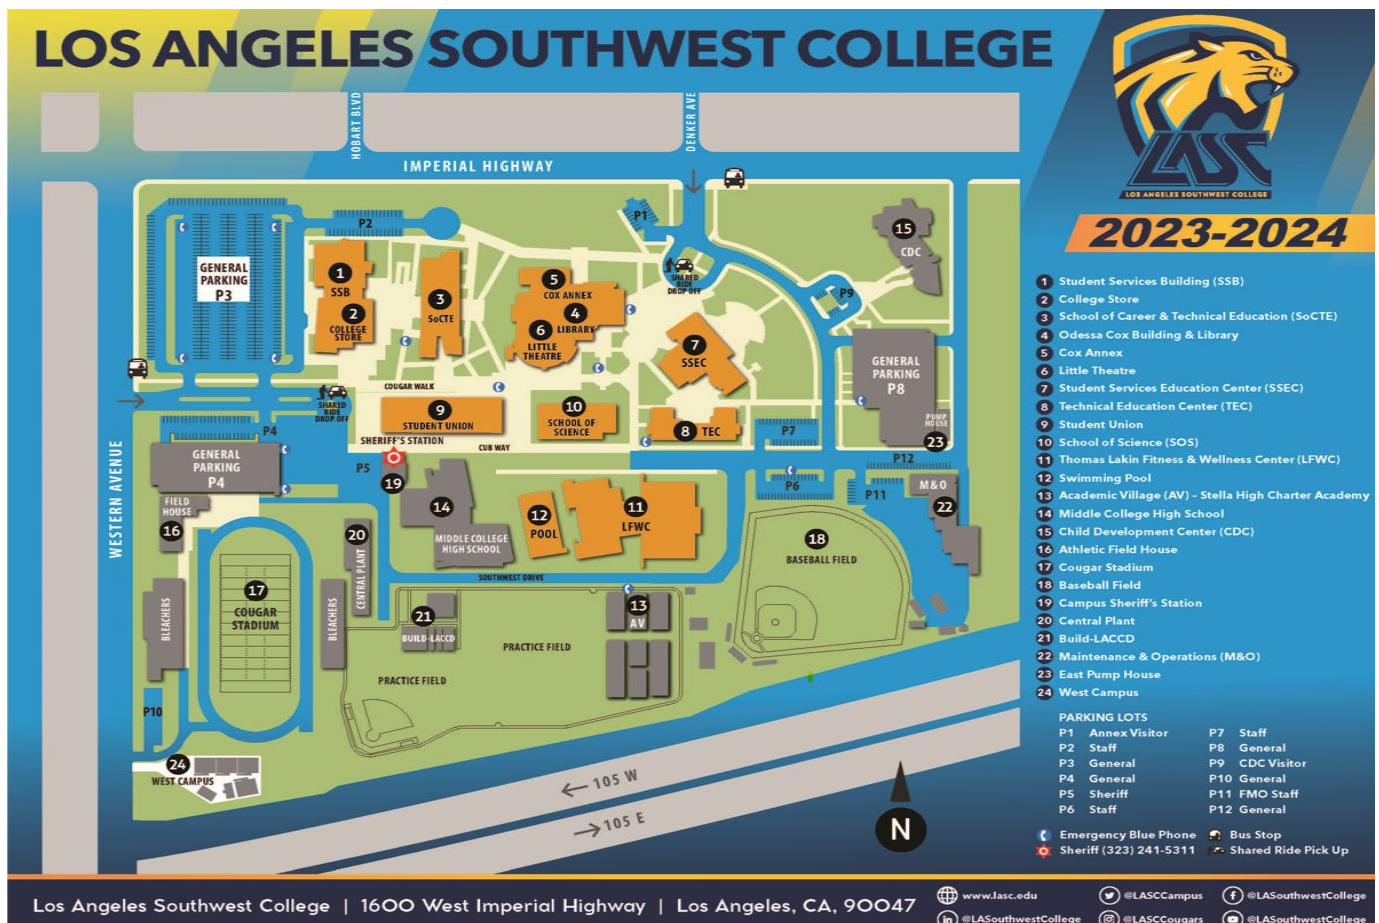 LOS ANGELES SOUTHWEST COLLEGE
LASC
LOS ANGELES SOUTHWEST COLLEGE
2023-2024
HOBART BLVD
DENKER AVE
IMPERIAL HIGHWAY
WESTERN AVENUE
P2
P1
15
CDC
GENERAL
PARKING
P3
1
SSB
2
COLLEGE
STORE
3
SoCTE
5
COX ANNEX
4
LIBRARY
6
LITTLE
THEATRE
SHARED
RIDE
DROP OFF
P9
7
SSEC
GENERAL
PARKING
P8
PUMP
HOUSE
23
COUGAR WALK
SHARED
RIDE
DROP OFF
9
STUDENT UNION
10
SCHOOL OF
SCIENCE
8 TEC
P7
P4
SHERIFF'S STATION
CUB WAY
GENERAL
PARKING
P4
P5
19
P12
P6
P11
M&O
22
FIELD
HOUSE
16
14
MIDDLE COLLEGE
HIGH SCHOOL
12
POOL
11
LFWC
18
BASEBALL FIELD
20
CENTRAL PLANT
SOUTHWEST DRIVE
17
COUGAR
STADIUM
BLEACHERS
BLEACHERS
21
BUILD-LACCD
13
AV
PRACTICE FIELD
PRACTICE FIELD
P10
24
WEST CAMPUS
105 W
105 E
N
1 Student Services Building (SSB)
2 College Store
3 School of Career & Technical Education (SoCTE)
4 Odessa Cox Building & Library
5 Cox Annex
6 Little Theatre
7 Student Services Education Center (SSEC)
8 Technical Education Center (TEC)
9 Student Union
10 School of Science (SOS)
11 Thomas Lakin Fitness & Wellness Center (LFWC)
12 Swimming Pool
13 Academic Village (AV) – Stella High Charter Academy
14 Middle College High School
15 Child Development Center (CDC)
16 Athletic Field House
17 Cougar Stadium
18 Baseball Field
19 Campus Sheriff's Station
20 Central Plant
21 Build-LACCD
22 Maintenance & Operations (M&O)
23 East Pump House
24 West Campus
PARKING LOTS
P1 Annex Visitor P7 Staff
P2 Staff P8 General
P3 General P9 CDC Visitor
P4 General P10 General
P5 Sheriff P11 FMO Staff
P6 Staff P12 General
Emergency Blue Phone Bus Stop
Sheriff (323) 241-5311 Shared Ride Pick Up
Los Angeles Southwest College | 1600 West Imperial Highway | Los Angeles, CA, 90047
www.lasc.edu @LASCCampus @LASouthwestCollege
@LASouthwestCollege @LASCCougars @LASouthwestCollege